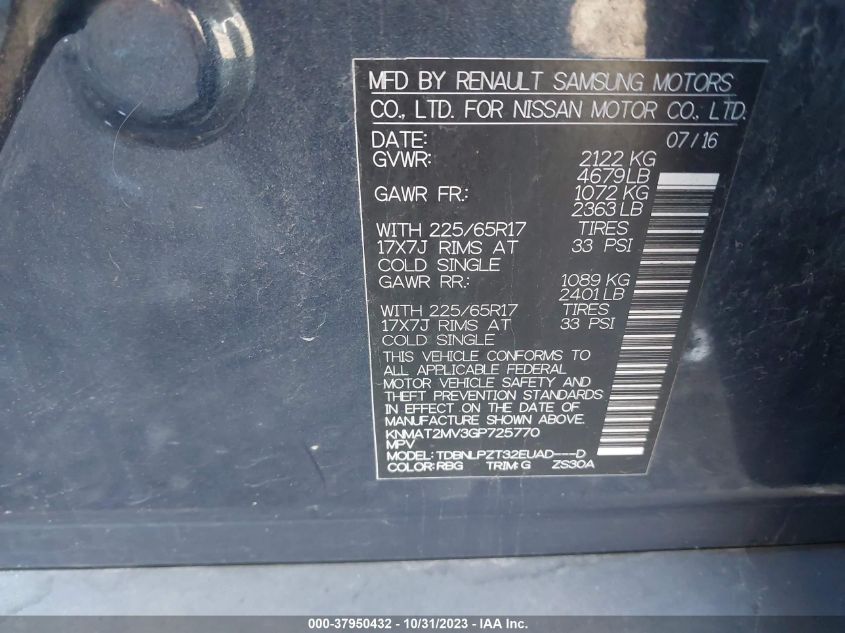 MFD BY RENAULT SAMSUNG MOTORS
CO., LTD. FOR NISSAN MOTOR CO., LTD.
DATE: 07/16
GVWR: 2122 KG
4679 LB
GAWR FR.: 1072 KG
2363 LB
WITH 225/65R17 TIRES
17X7J RIMS AT 33 PSI
COLD SINGLE
GAWR RR.: 1089 KG
2401 LB
WITH 225/65R17 TIRES
17X7J RIMS AT 33 PSI
COLD SINGLE
THIS VEHICLE CONFORMS TO
ALL APPLICABLE FEDERAL
MOTOR VEHICLE SAFETY AND
THEFT PREVENTION STANDARDS
IN EFFECT ON THE DATE OF
MANUFACTURE SHOWN ABOVE.
KNMAT2MV3GP725770
MPV
MODEL: TDBNLPZT32EUAD---D
COLOR: RBG TRIM: G ZS30A
000-37950432 - 10/31/2023 - IAA Inc.